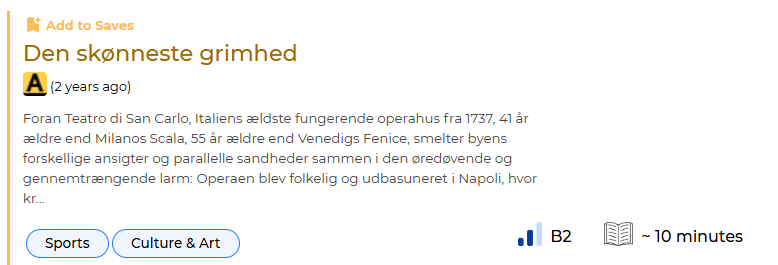 Add to Saves
Den skønneste grimhed
A (2 years ago)
Foran Teatro di San Carlo, Italiens ældste fungerende operahus fra 1737, 41 år
ældre end Milanos Scala, 55 år ældre end Venedigs Fenice, smelter byens
forskellige ansigter og parallelle sandheder sammen i den øredøvende og
gennemtrængende larm: Operaen blev folkelig og udbasuneret i Napoli, hvor
kr...
Sports Culture & Art B2 ~ 10 minutes